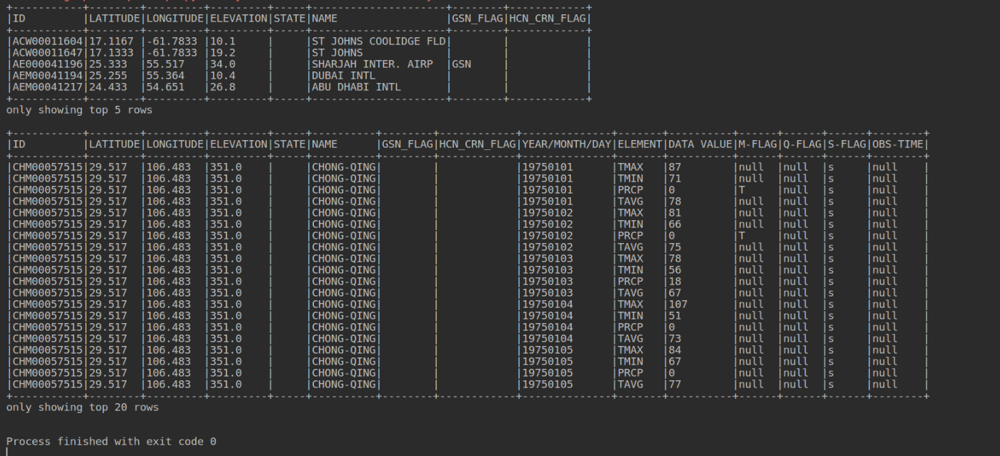 +-----------+--------+---------+---------+-----+---------------------+--------+------------+
|ID         |LATITUDE|LONGITUDE|ELEVATION|STATE|NAME                 |GSN_FLAG|HCN_CRN_FLAG|
+-----------+--------+---------+---------+-----+---------------------+--------+------------+
|ACW00011604|17.1167 |-61.7833 |10.1     |     |ST JOHNS COOLIDGE FLD|        |            |
|ACW00011647|17.1333 |-61.7833 |19.2     |     |ST JOHNS             |        |            |
|AE000041196|25.333  |55.517   |34.0     |     |SHARJAH INTER. AIRP  |GSN     |            |
|AEM00041194|25.255  |55.364   |10.4     |     |DUBAI INTL           |        |            |
|AEM00041217|24.433  |54.651   |26.8     |     |ABU DHABI INTL       |        |            |
+-----------+--------+---------+---------+-----+---------------------+--------+------------+
only showing top 5 rows
+-----------+--------+---------+---------+-----+----------+--------+------------+--------------+-------+----------+------+------+------+--------+
|ID         |LATITUDE|LONGITUDE|ELEVATION|STATE|NAME      |GSN_FLAG|HCN_CRN_FLAG|YEAR/MONTH/DAY|ELEMENT|DATA VALUE|M-FLAG|Q-FLAG|S-FLAG|OBS-TIME|
+-----------+--------+---------+---------+-----+----------+--------+------------+--------------+-------+----------+------+------+------+--------+
|CHM00057515|29.517  |106.483  |351.0    |     |CHONG-QING|        |            |19750101      |TMAX   |87        |null  |null  |s     |null    |
|CHM00057515|29.517  |106.483  |351.0    |     |CHONG-QING|        |            |19750101      |TMIN   |71        |null  |null  |s     |null    |
|CHM00057515|29.517  |106.483  |351.0    |     |CHONG-QING|        |            |19750101      |PRCP   |0         |T     |null  |s     |null    |
|CHM00057515|29.517  |106.483  |351.0    |     |CHONG-QING|        |            |19750101      |TAVG   |78        |null  |null  |s     |null    |
|CHM00057515|29.517  |106.483  |351.0    |     |CHONG-QING|        |            |19750102      |TMAX   |81        |null  |null  |s     |null    |
|CHM00057515|29.517  |106.483  |351.0    |     |CHONG-QING|        |            |19750102      |TMIN   |66        |null  |null  |s     |null    |
|CHM00057515|29.517  |106.483  |351.0    |     |CHONG-QING|        |            |19750102      |PRCP   |0         |T     |null  |s     |null    |
|CHM00057515|29.517  |106.483  |351.0    |     |CHONG-QING|        |            |19750102      |TAVG   |75        |null  |null  |s     |null    |
|CHM00057515|29.517  |106.483  |351.0    |     |CHONG-QING|        |            |19750103      |TMAX   |78        |null  |null  |s     |null    |
|CHM00057515|29.517  |106.483  |351.0    |     |CHONG-QING|        |            |19750103      |TMIN   |56        |null  |null  |s     |null    |
|CHM00057515|29.517  |106.483  |351.0    |     |CHONG-QING|        |            |19750103      |PRCP   |18        |null  |null  |s     |null    |
|CHM00057515|29.517  |106.483  |351.0    |     |CHONG-QING|        |            |19750103      |TAVG   |67        |null  |null  |s     |null    |
|CHM00057515|29.517  |106.483  |351.0    |     |CHONG-QING|        |            |19750104      |TMAX   |107       |null  |null  |s     |null    |
|CHM00057515|29.517  |106.483  |351.0    |     |CHONG-QING|        |            |19750104      |TMIN   |51        |null  |null  |s     |null    |
|CHM00057515|29.517  |106.483  |351.0    |     |CHONG-QING|        |            |19750104      |PRCP   |0         |null  |null  |s     |null    |
|CHM00057515|29.517  |106.483  |351.0    |     |CHONG-QING|        |            |19750104      |TAVG   |73        |null  |null  |s     |null    |
|CHM00057515|29.517  |106.483  |351.0    |     |CHONG-QING|        |            |19750105      |TMAX   |84        |null  |null  |s     |null    |
|CHM00057515|29.517  |106.483  |351.0    |     |CHONG-QING|        |            |19750105      |TMIN   |67        |null  |null  |s     |null    |
|CHM00057515|29.517  |106.483  |351.0    |     |CHONG-QING|        |            |19750105      |PRCP   |0         |null  |null  |s     |null    |
|CHM00057515|29.517  |106.483  |351.0    |     |CHONG-QING|        |            |19750105      |TAVG   |77        |null  |null  |s     |null    |
+-----------+--------+---------+---------+-----+----------+--------+------------+--------------+-------+----------+------+------+------+--------+
only showing top 20 rows
Process finished with exit code 0